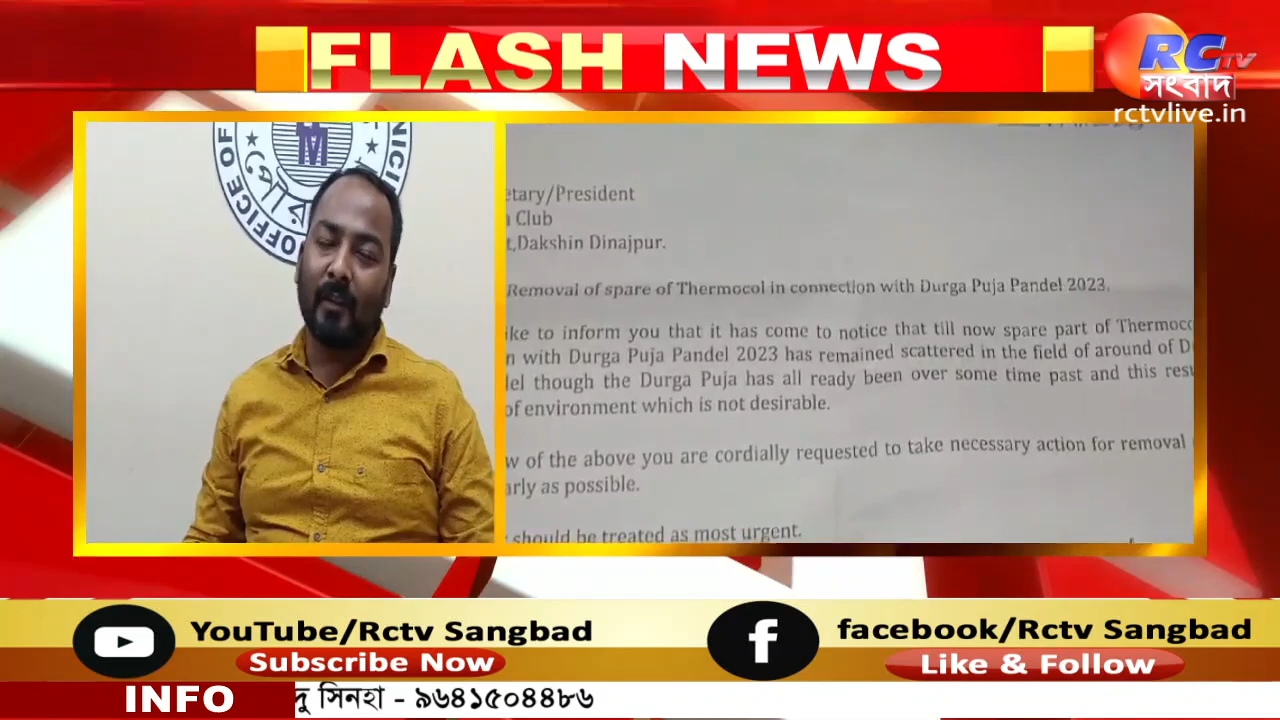 FLASH NEWS
RC TV
সংবাদ
rctvlive.in
OFFICE OF
NICI
পৌর
etary/President
Club
t,Dakshin Dinajpur.
Removal of spare of Thermocol in connection with Durga Puja Pandel 2023.
ike to inform you that it has come to notice that till now spare part of Thermoco
n with Durga Puja Pandel 2023 has remained scattered in the field of around of D
el though the Durga Puja has all ready been over some time past and this res
of environment which is not desirable.
w of the above you are cordially requested to take necessary action for removal
arly as possible.
should be treated as most urgent.
YouTube/Rctv Sangbad
Subscribe Now
facebook/Rctv Sangbad
Like & Follow
INFO
দু সিনহা - ৯৬৪১৫০৪৪৮৬